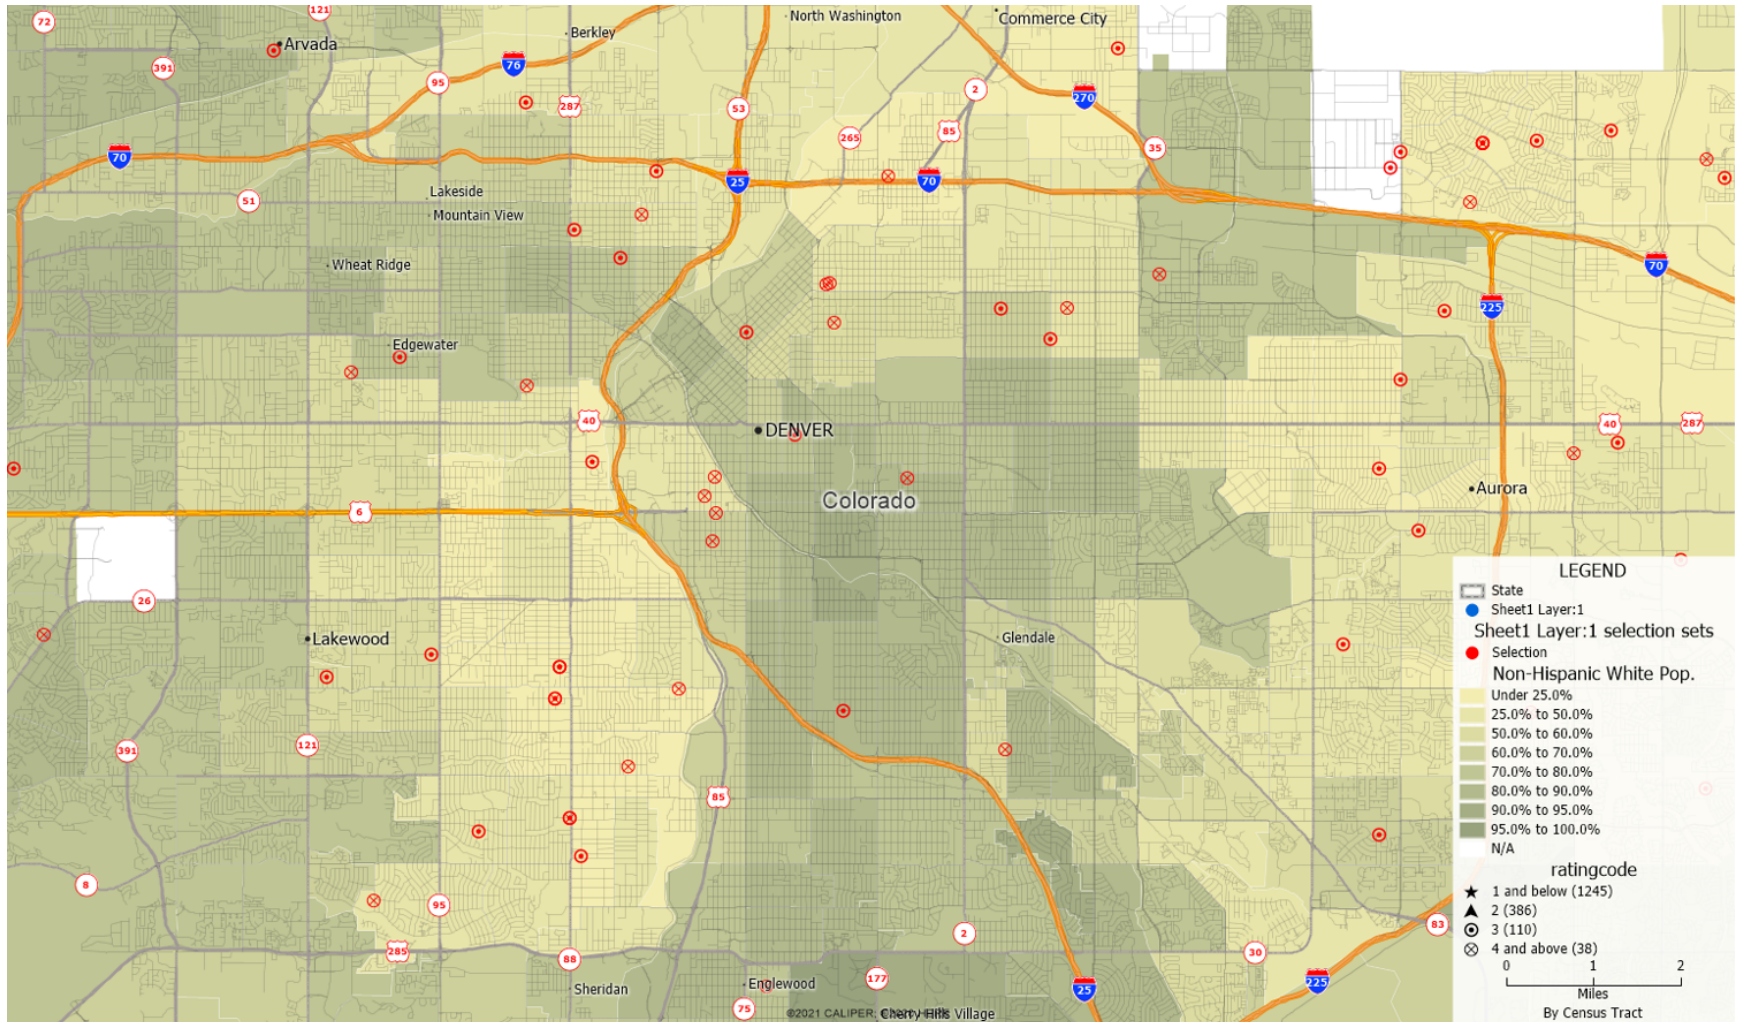 121
72
North Washington
Commerce City
Berkley
Arvada
76
391
95
287
53
2
270
265
85
35
70
25
70
Lakeside
51
Mountain View
Wheat Ridge
70
225
Edgewater
40
DENVER
40
287
Aurora
Colorado
6
26
Lakewood
Glendale
391
121
85
8
95
2
83
285
88
30
177
Englewood
Sheridan
25
225
75
Cherry Hills Village
©2021 CALIPER;
LEGEND
State
Sheet1 Layer:1
Sheet1 Layer:1 selection sets
Selection
Non-Hispanic White Pop.
Under 25.0%
25.0% to 50.0%
50.0% to 60.0%
60.0% to 70.0%
70.0% to 80.0%
80.0% to 90.0%
90.0% to 95.0%
95.0% to 100.0%
N/A
ratingcode
1 and below (1245)
2 (386)
3 (110)
4 and above (38)
0 1 2
Miles
By Census Tract